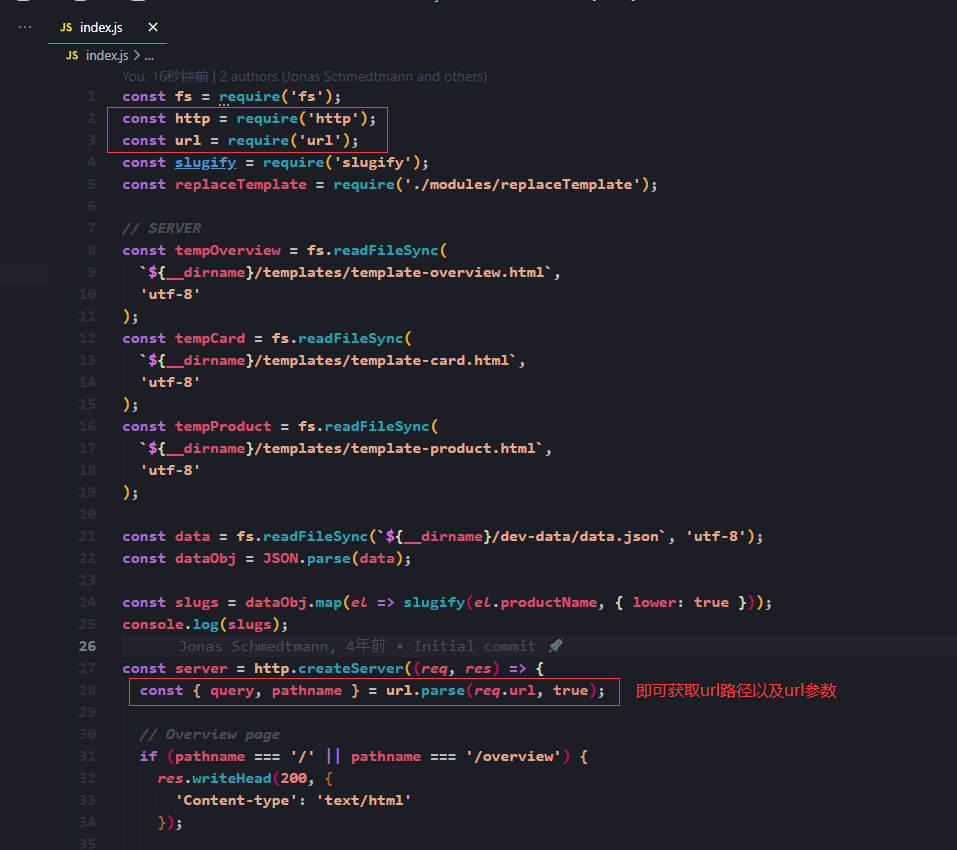 JS index.js ×
JS index.js > ...
You, 16秒钟前 | 2 authors (Jonas Schmedtmann and others)
1 const fs = require('fs');
2 const http = require('http');
3 const url = require('url');
4 const slugify = require('slugify');
5 const replaceTemplate = require('./modules/replaceTemplate');
6
7 // SERVER
8 const tempOverview = fs.readFileSync(
9 `${__dirname}/templates/template-overview.html`,
10 'utf-8'
11 );
12 const tempCard = fs.readFileSync(
13 `${__dirname}/templates/template-card.html`,
14 'utf-8'
15 );
16 const tempProduct = fs.readFileSync(
17 `${__dirname}/templates/template-product.html`,
18 'utf-8'
19 );
20
21 const data = fs.readFileSync(`${__dirname}/dev-data/data.json`, 'utf-8');
22 const dataObj = JSON.parse(data);
23
24 const slugs = dataObj.map(el => slugify(el.productName, { lower: true }));
25 console.log(slugs);
26 Jonas Schmedtmann, 4年前 • Initial commit 🚀
27 const server = http.createServer((req, res) => {
28 const { query, pathname } = url.parse(req.url, true); 即可获取url路径以及url参数
29
30 // Overview page
31 if (pathname === '/' || pathname === '/overview') {
32 res.writeHead(200, {
33 'Content-type': 'text/html'
34 });
35